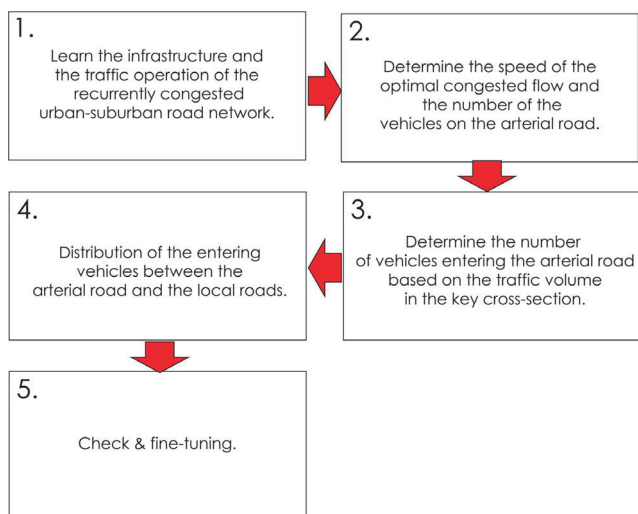 1.
Learn the infrastructure and
the traffic operation of the
recurrently congested
urban-suburban road network.
2.
Determine the speed of the
optimal congested flow and
the number of the
vehicles on the arterial road.
3.
Determine the number
of vehicles entering the arterial road
based on the traffic volume
in the key cross-section.
4.
Distribution of the entering
vehicles between the
arterial road and the local roads.
5.
Check & fine-tuning.